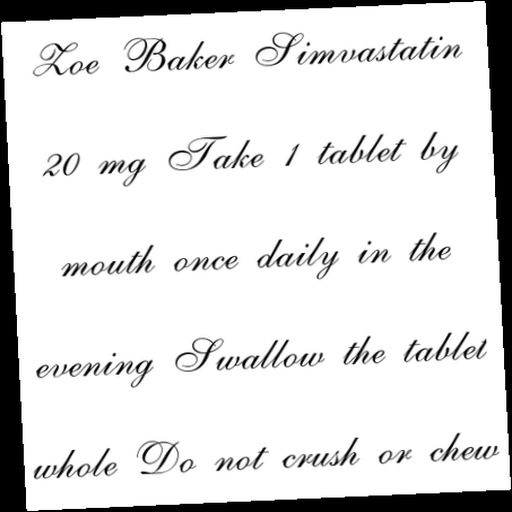 Zoe Baker Simvastatin
20 mg Take 1 tablet by
mouth once daily in the
evening Swallow the tablet
whole Do not crush or chew